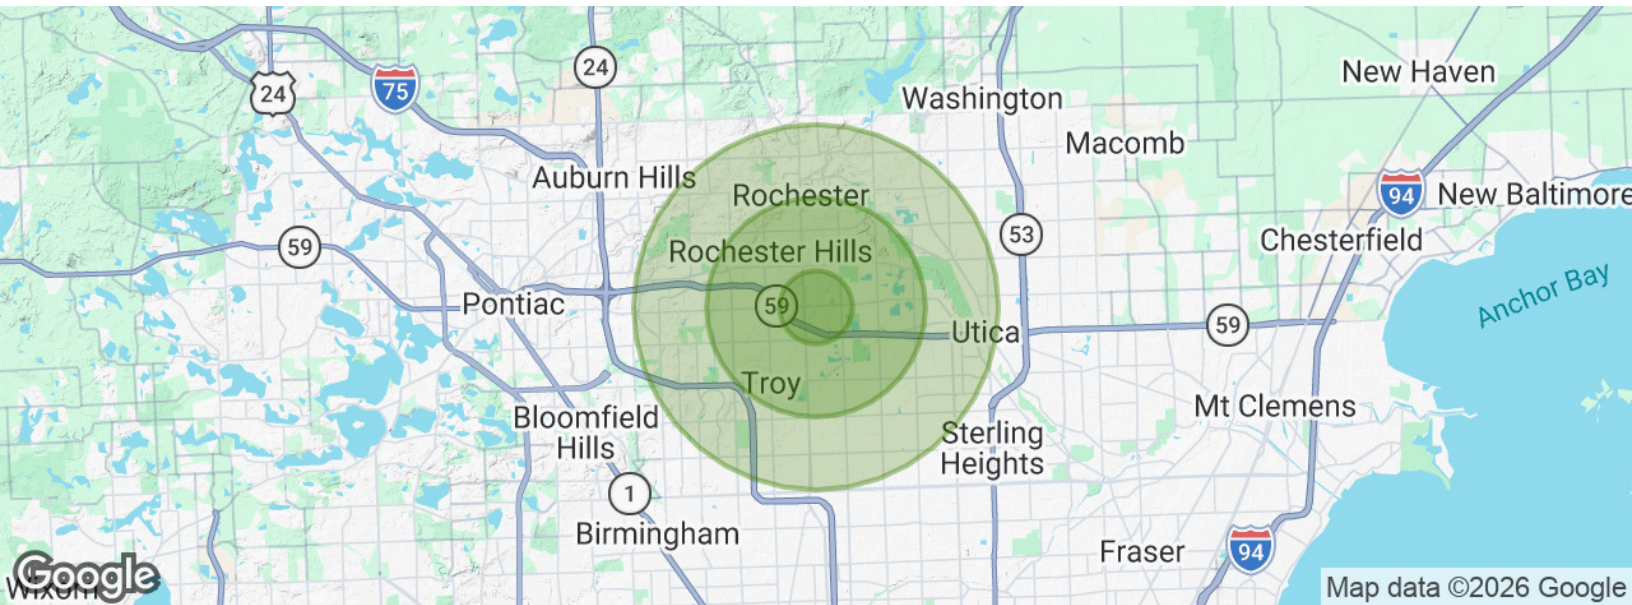 24
New Haven
75
24
Washington
Macomb
Auburn Hills
Rochester
94
New Baltimore
53
Chesterfield
59
Rochester Hills
Anchor Bay
Pontiac
59
59
Utica
Troy
Mt Clemens
Bloomfield
Hills
Sterling
Heights
1
Birmingham
Fraser
94
Google
Wixom
Map data ©2026 Google